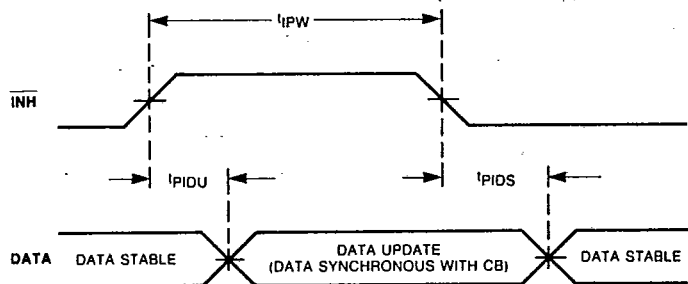 tIPW
INH
tPIDU
tPIDS
DATA
DATA STABLE
DATA UPDATE
(DATA SYNCHRONOUS WITH CB)
DATA STABLE